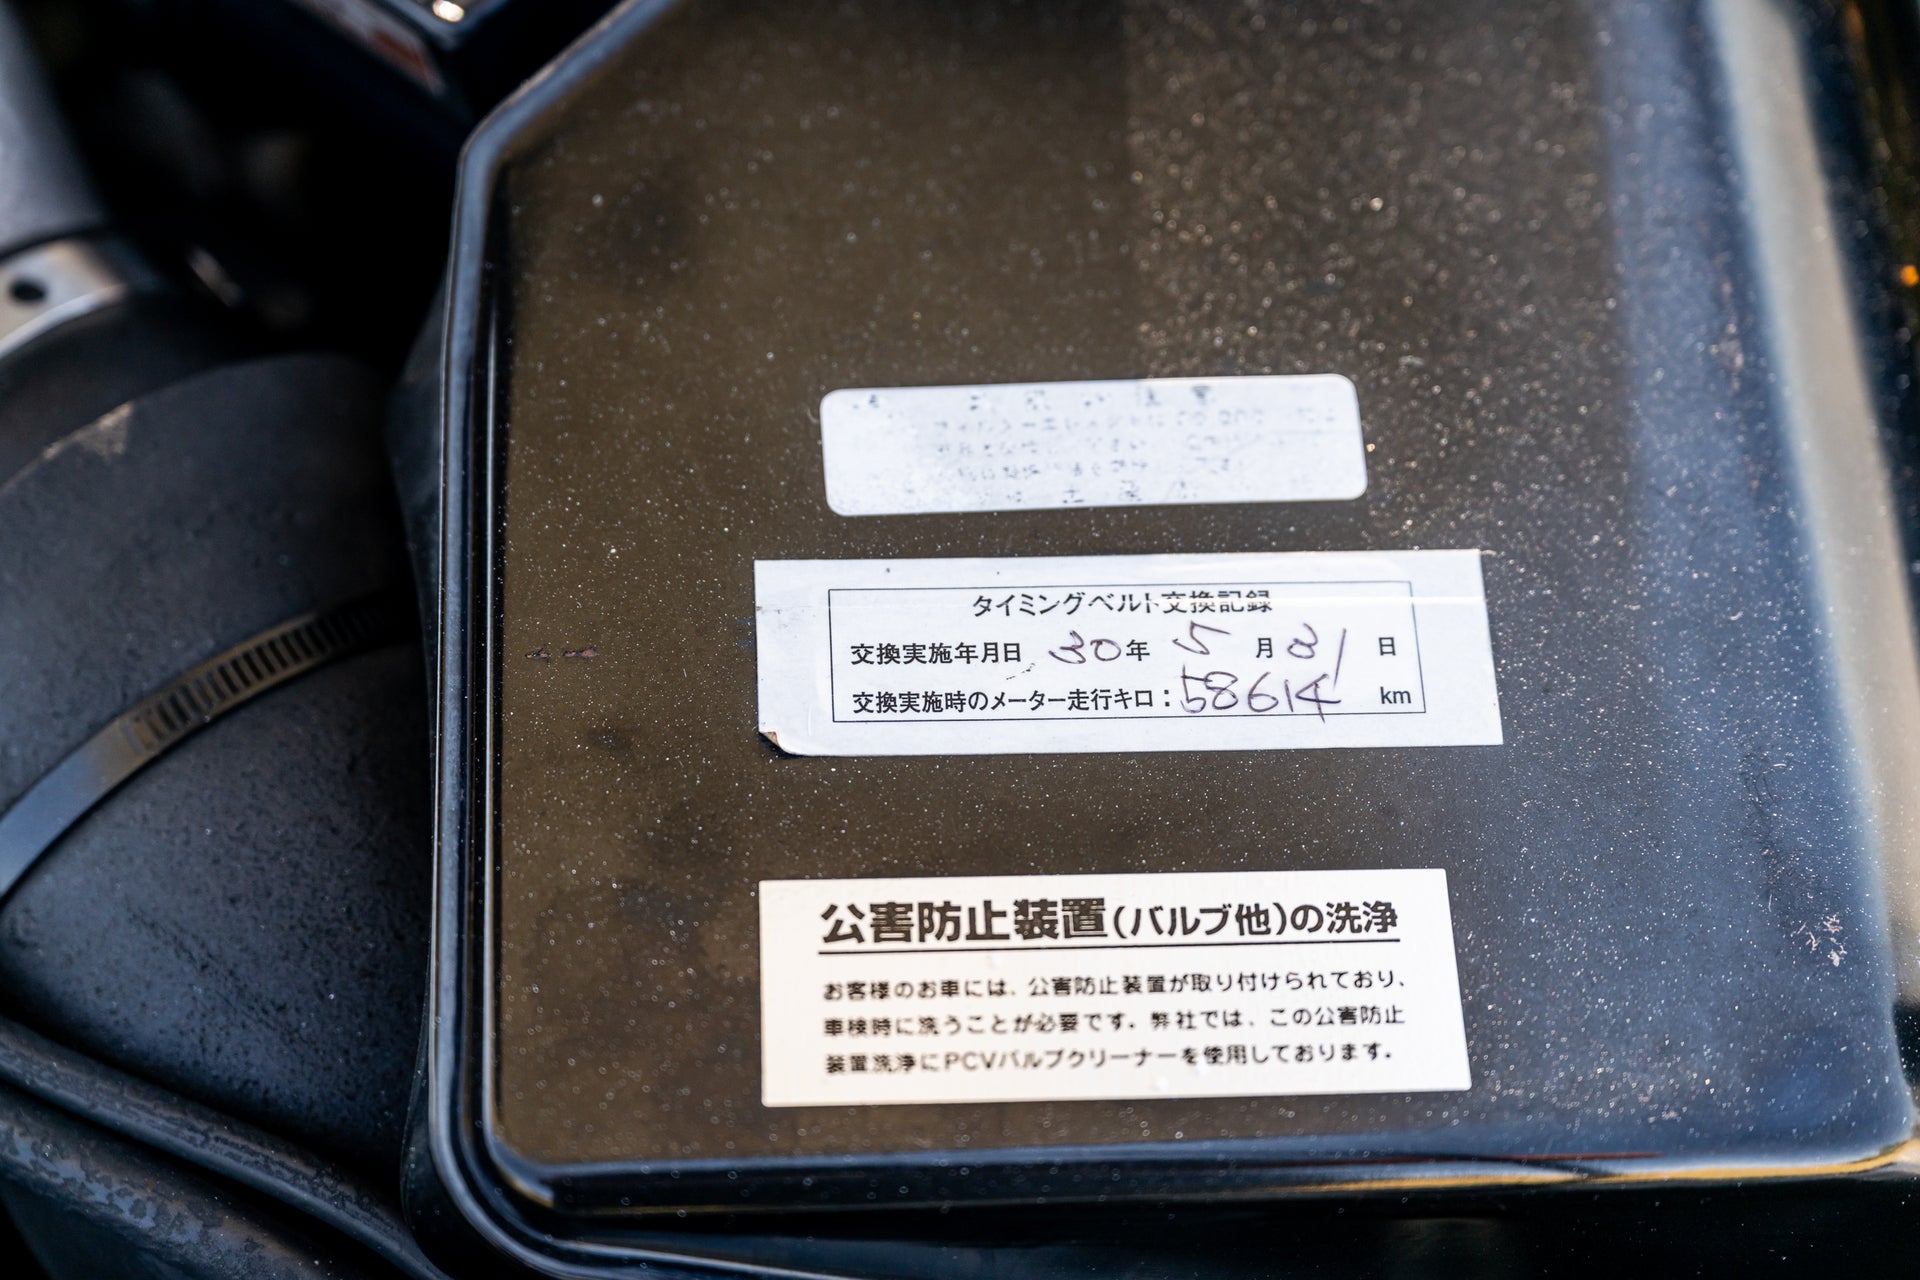 タイミングベルト交換記録
交換実施年月日 30年 5月31日
交換実施時のメーター走行キロ：58614 km
公害防止装置(バルブ他)の洗浄
お客様のお車には、公害防止装置が取り付けられており、
車検時に洗うことが必要です。弊社では、この公害防止
装置洗浄にPCVバルブクリーナーを使用しております。